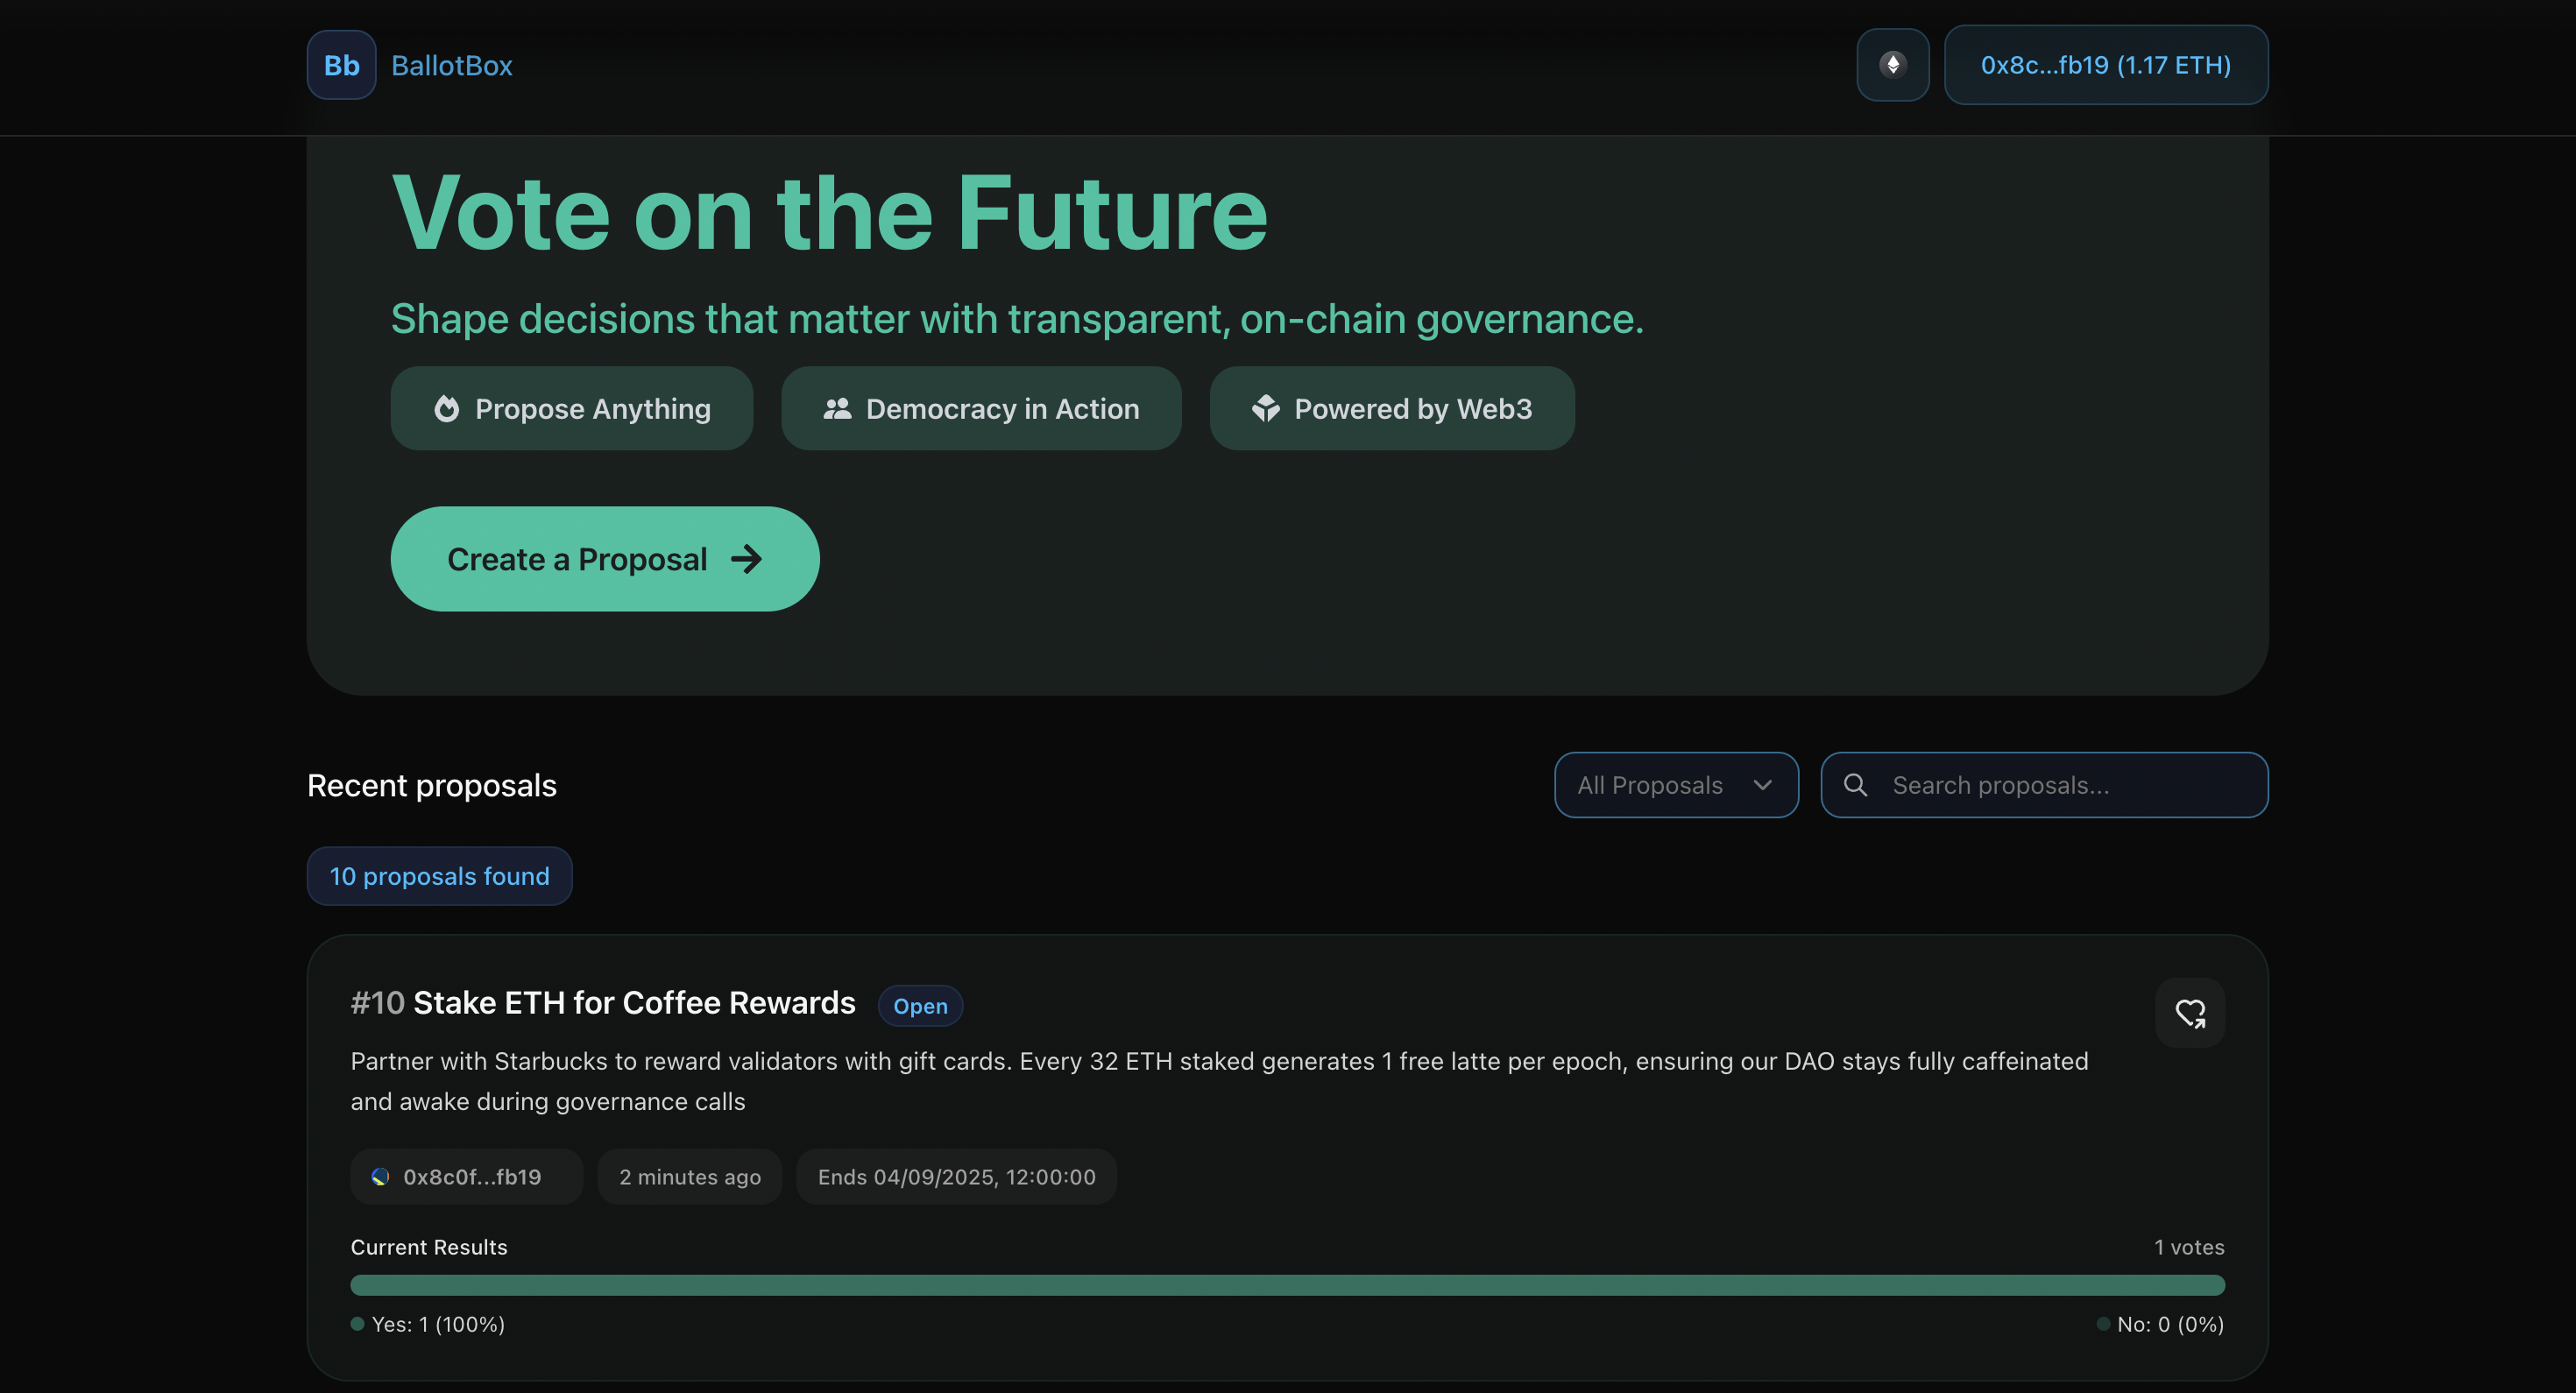 Bb BallotBox
0x8c...fb19 (1.17 ETH)
Vote on the Future
Shape decisions that matter with transparent, on-chain governance.
Propose Anything
Democracy in Action
Powered by Web3
Create a Proposal
Recent proposals
All Proposals
Search proposals...
10 proposals found
#10 Stake ETH for Coffee Rewards
Open
Partner with Starbucks to reward validators with gift cards. Every 32 ETH staked generates 1 free latte per epoch, ensuring our DAO stays fully caffeinated
and awake during governance calls
0x8c0f...fb19
2 minutes ago
Ends 04/09/2025, 12:00:00
Current Results
1 votes
Yes: 1 (100%)
No: 0 (0%)